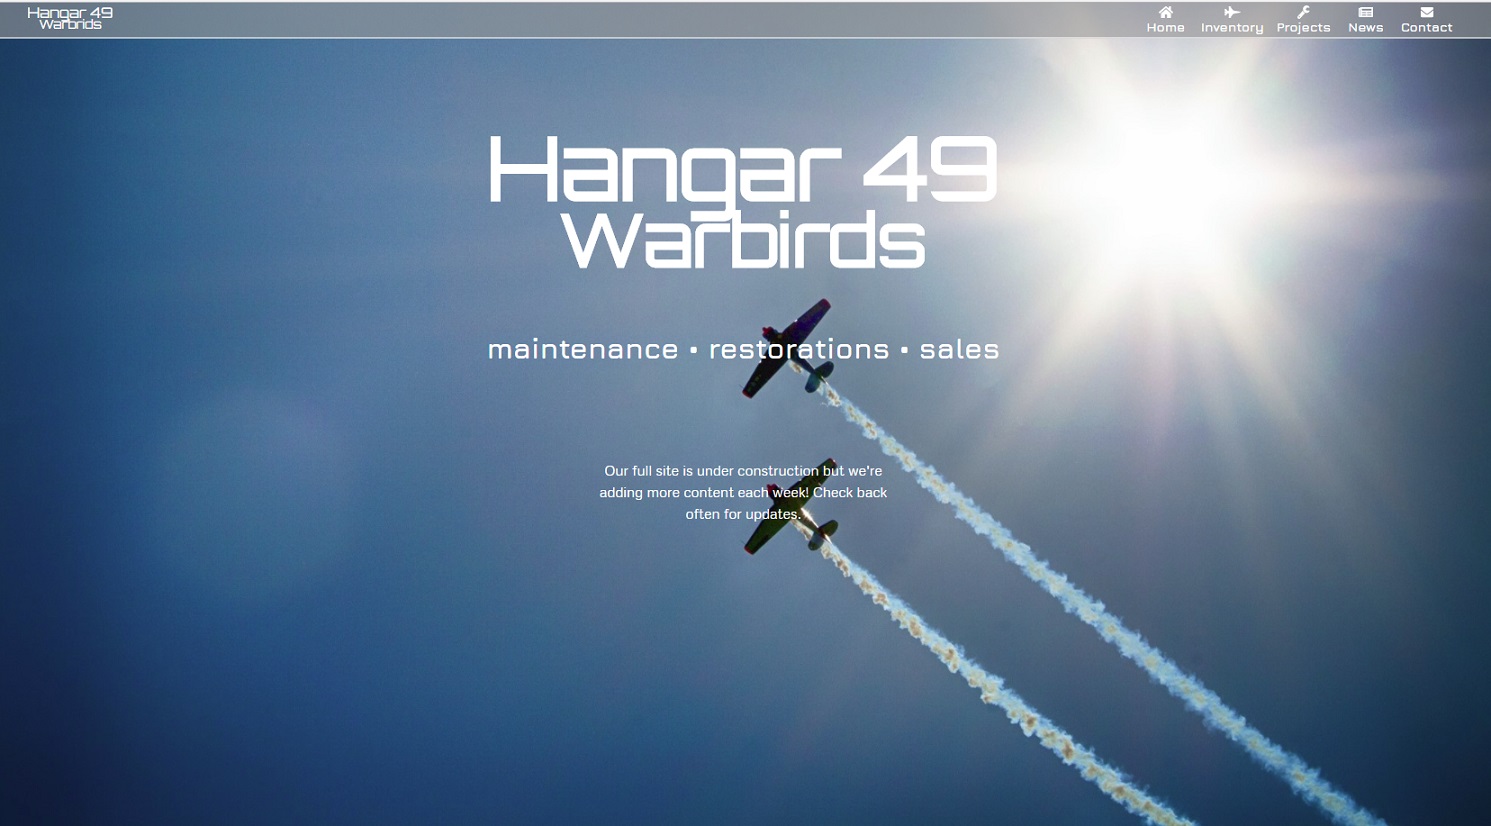 Hangar 49
Warbrids
Home Inventory Projects News Contact
Hangar 49
Warbirds
maintenance • restorations • sales
Our full site is under construction but we're
adding more content each week! Check back
often for updates.